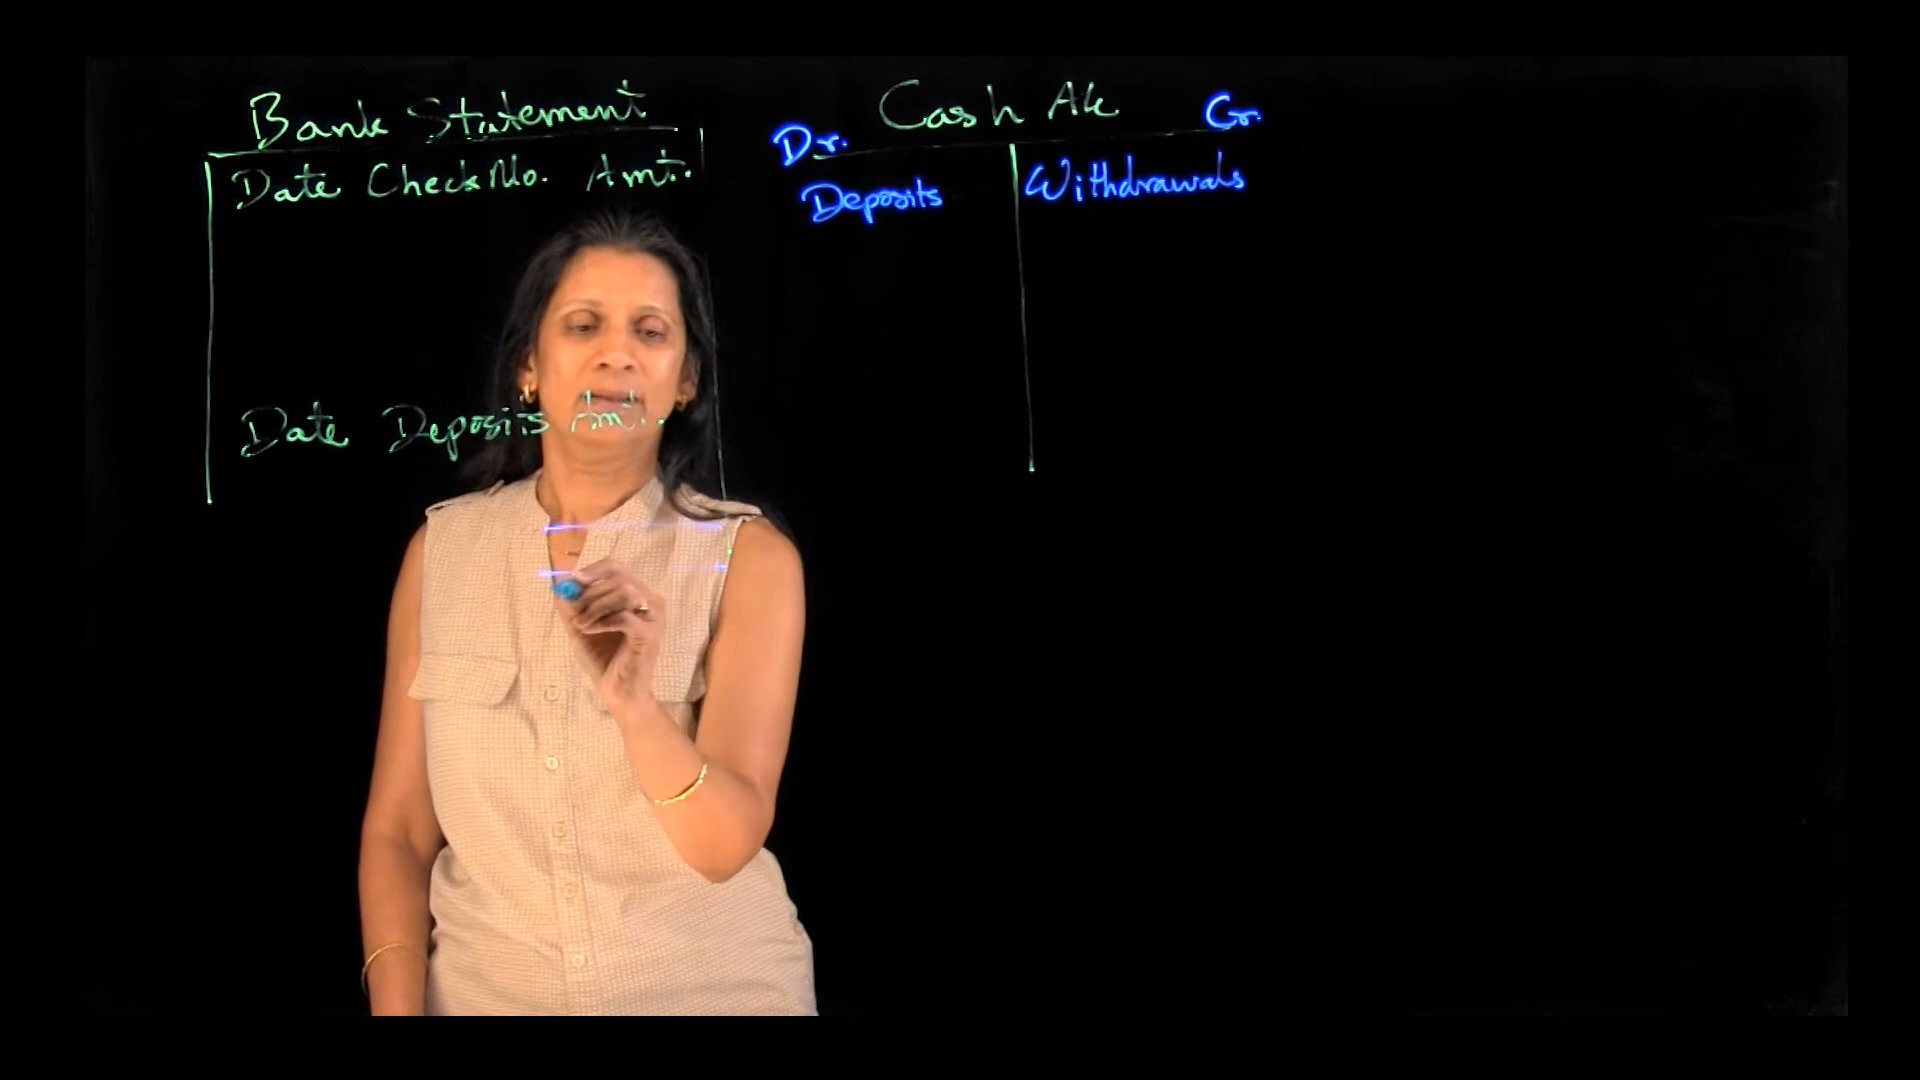 Bank Statement
Date Check No. Amt.
Date Deposits Amt.
Cash A/c
Dr. Cr.
Deposits Withdrawals